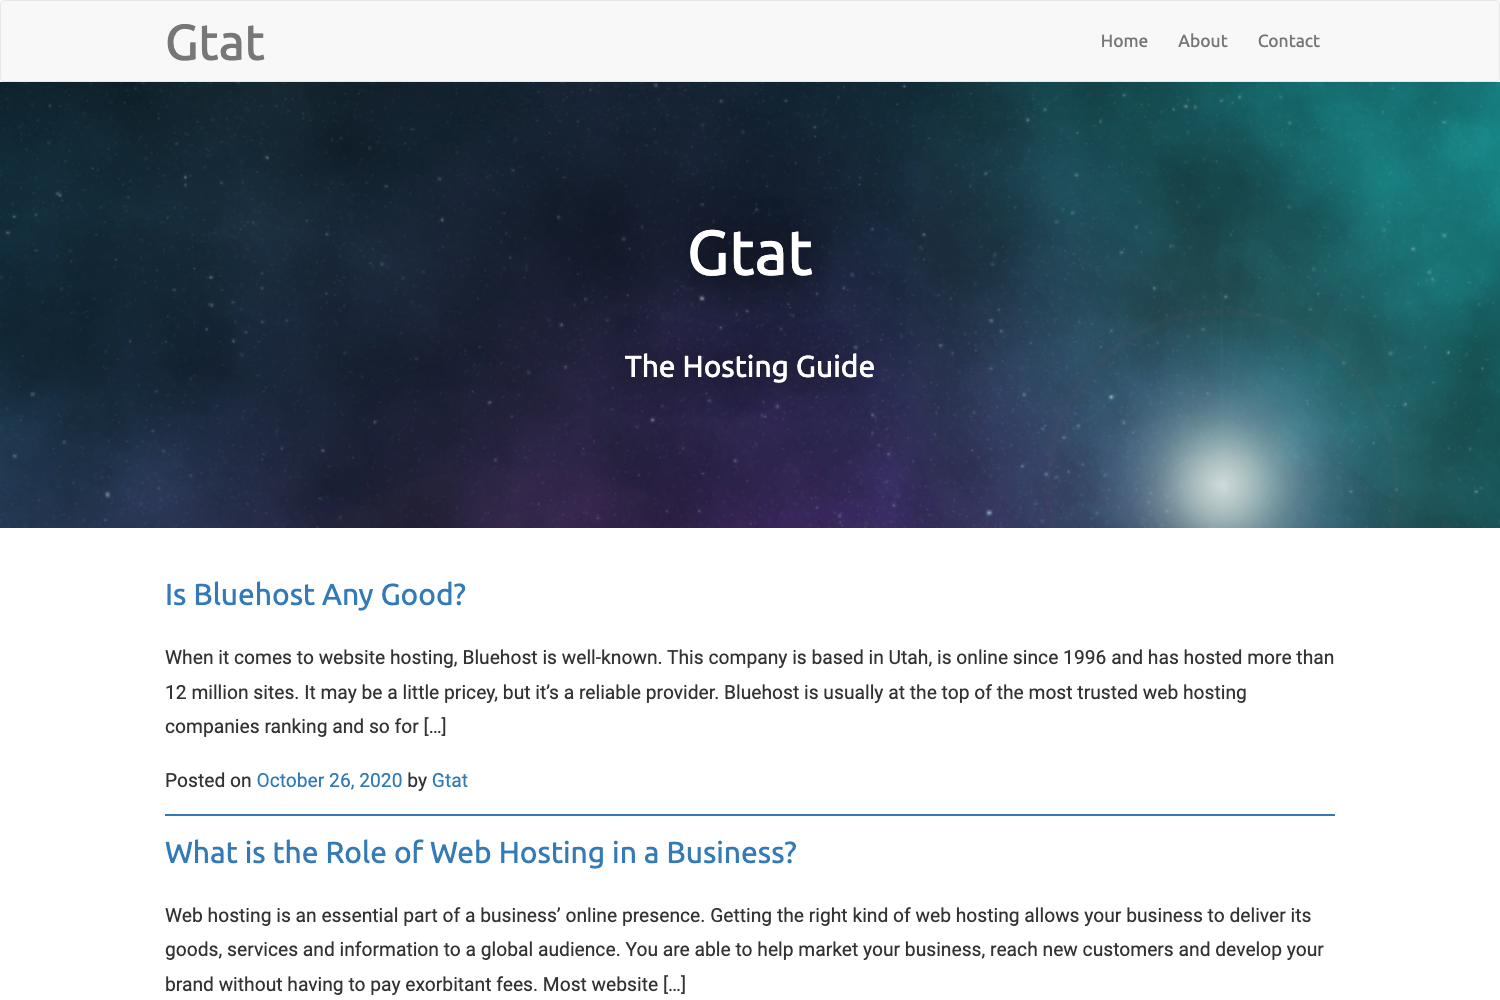 Gtat
Home About Contact
Gtat
The Hosting Guide
Is Bluehost Any Good?
When it comes to website hosting, Bluehost is well-known. This company is based in Utah, is online since 1996 and has hosted more than
12 million sites. It may be a little pricey, but it’s a reliable provider. Bluehost is usually at the top of the most trusted web hosting
companies ranking and so for […]
Posted on October 26, 2020 by Gtat
What is the Role of Web Hosting in a Business?
Web hosting is an essential part of a business’ online presence. Getting the right kind of web hosting allows your business to deliver its
goods, services and information to a global audience. You are able to help market your business, reach new customers and develop your
brand without having to pay exorbitant fees. Most website […]